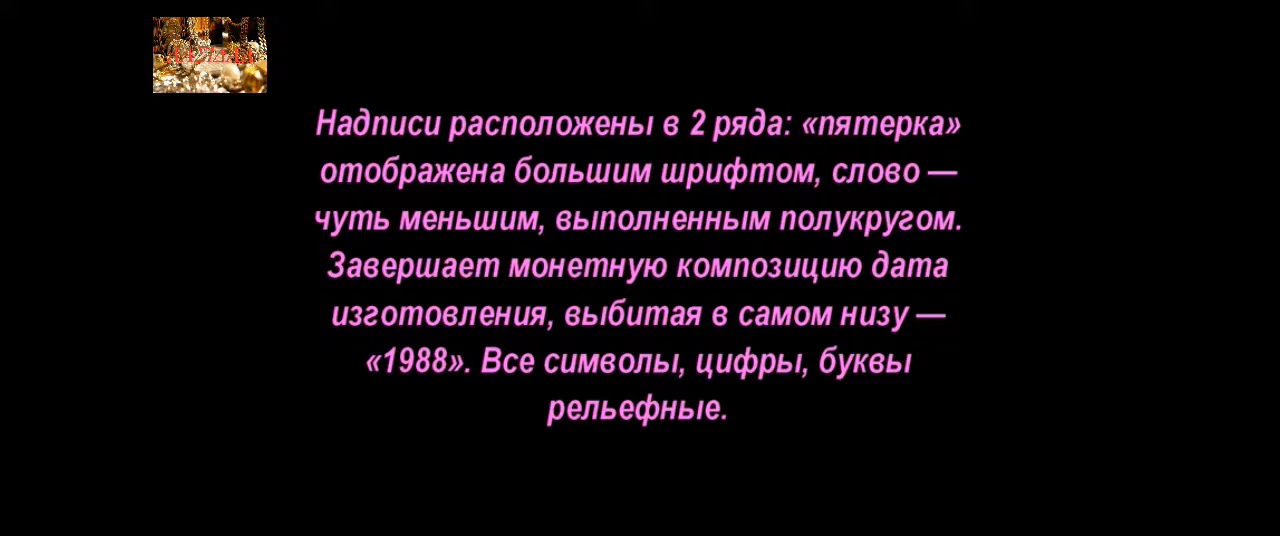 Надписи расположены в 2 ряда: «пятерка»
отображена большим шрифтом, слово —
чуть меньшим, выполненным полукругом.
Завершает монетную композицию дата
изготовления, выбитая в самом низу —
«1988». Все символы, цифры, буквы
рельефные.